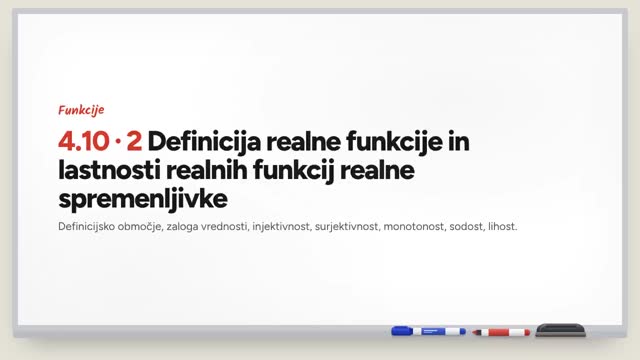 Funkcije
4.10 · 2 Definicija realne funkcije in
lastnosti realnih funkcij realne
spremenljivke
Definicijsko območje, zaloga vrednosti, injektivnost, surjektivnost, monotonost, sodost, lihost.